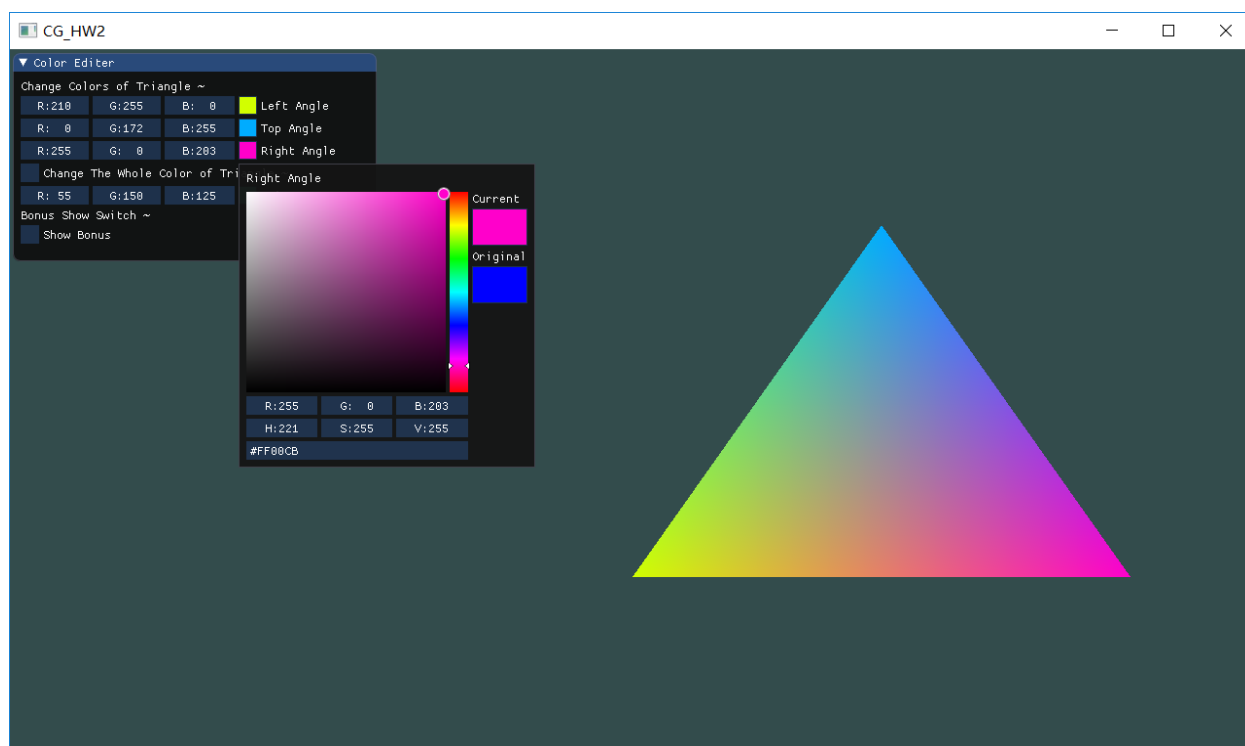 CG_HW2
Color Editer
Change Colors of Triangle ~
R:210 G:255 B: 0 Left Angle
R: 0 G:172 B:255 Top Angle
R:255 G: 0 B:203 Right Angle
Change The Whole Color of Tri
R: 55 G:150 B:125
Bonus Show Switch ~
Show Bonus
Right Angle
Current
Original
R:255 G: 0 B:203
H:221 S:255 V:255
#FF00CB